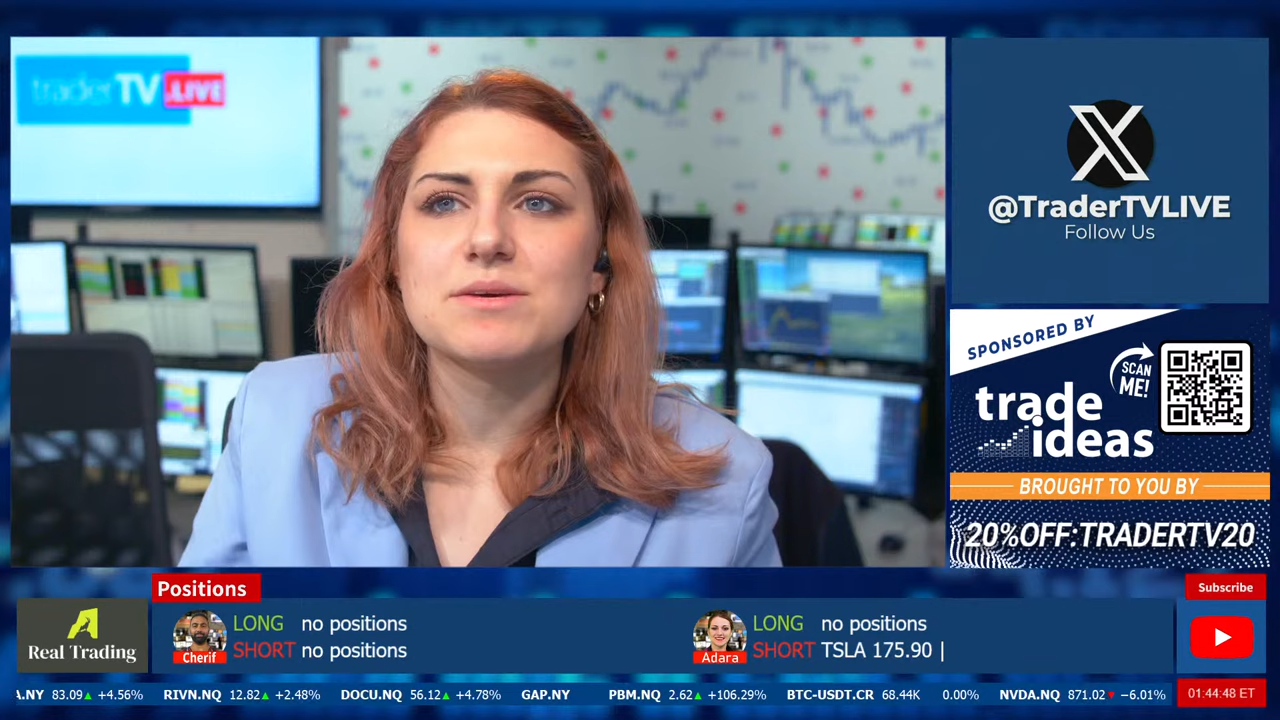 traderTV.LIVE
@TraderTVLIVE
Follow Us
SPONSORED BY
SCAN
ME!
trade
ideas
BROUGHT TO YOU BY
20%OFF:TRADERTV20
Positions
Subscribe
Real Trading
Cherif
LONG no positions
SHORT no positions
Adara
LONG no positions
SHORT TSLA 175.90 |
A.NY 83.09▲ +4.56% RIVN.NQ 12.82▲ +2.48% DOCU.NQ 56.12▲ +4.78% GAP.NY PBM.NQ 2.62▲ +106.29% BTC-USDT.CR 68.44K 0.00% NVDA.NQ 871.02▼ −6.01%
01:44:48 ET